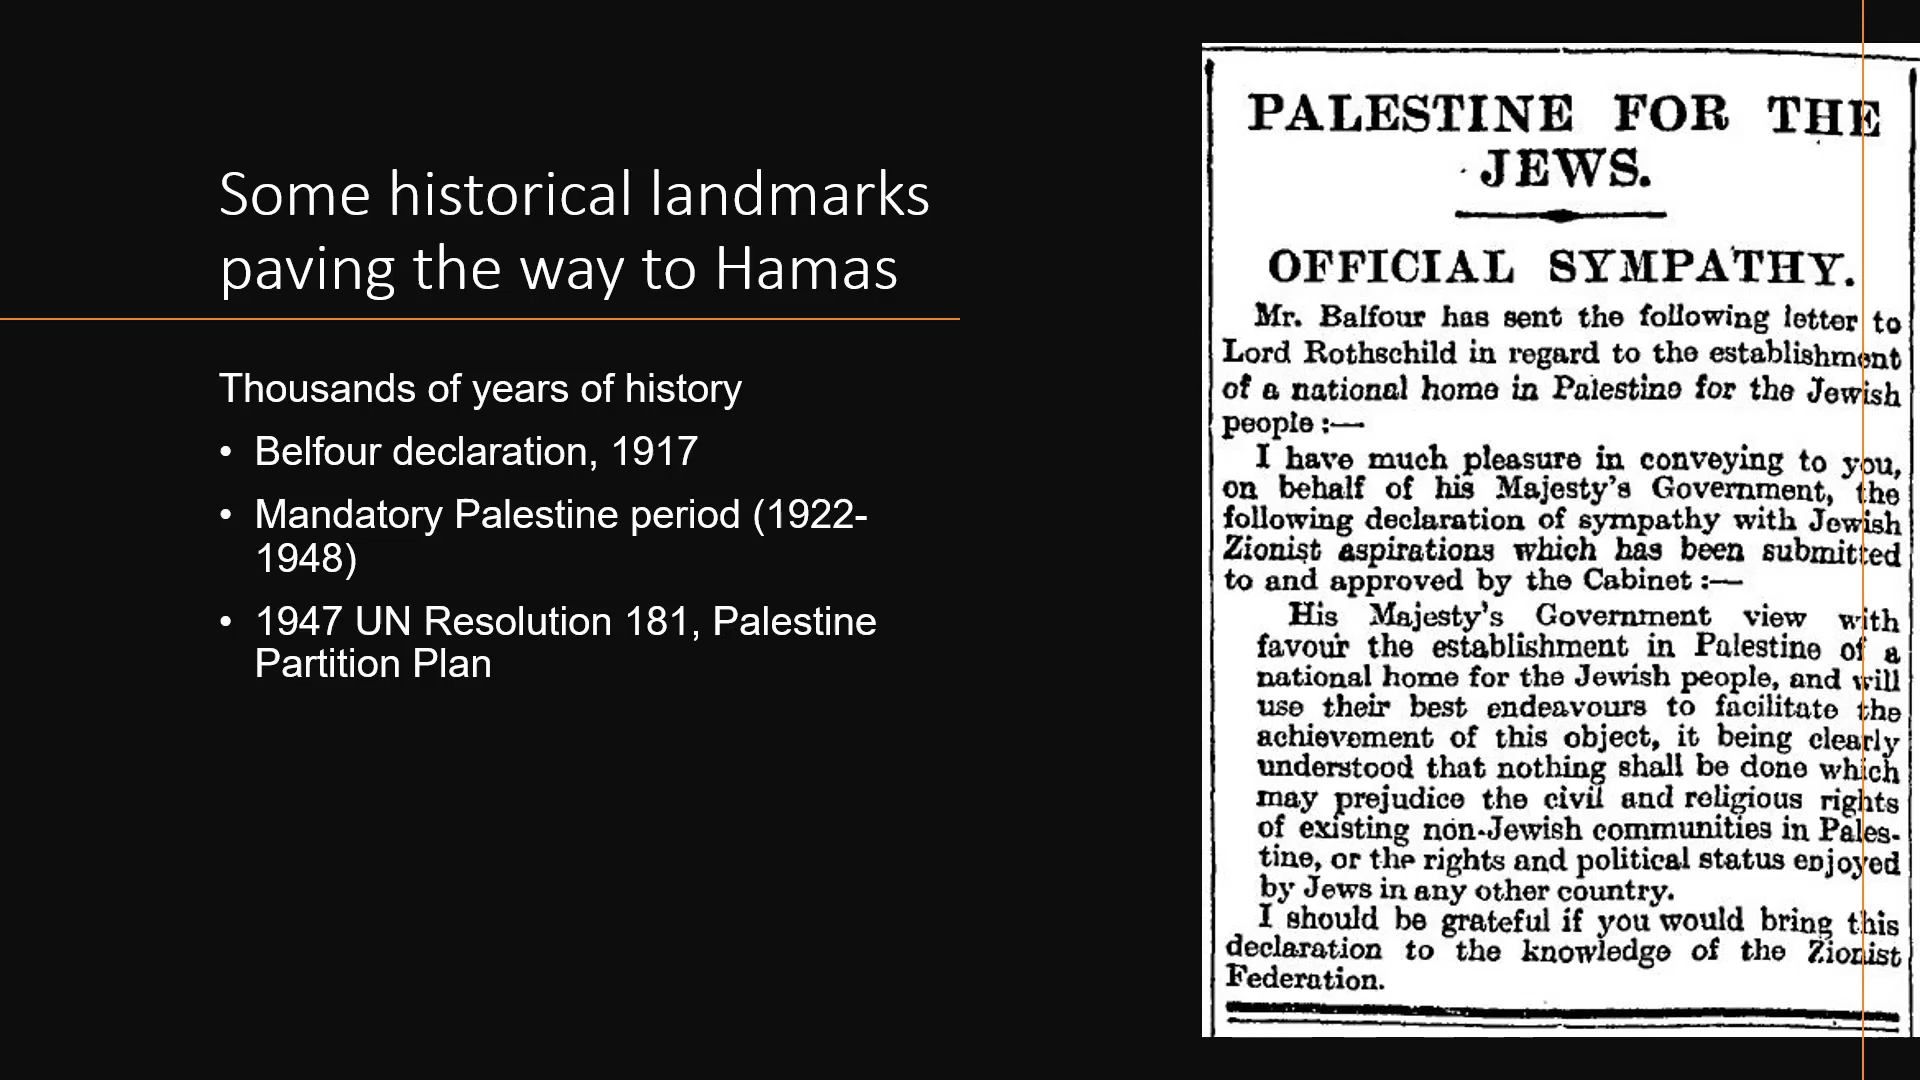 Some historical landmarks
paving the way to Hamas
Thousands of years of history
• Belfour declaration, 1917
• Mandatory Palestine period (1922-
1948)
• 1947 UN Resolution 181, Palestine
Partition Plan
PALESTINE FOR THE
JEWS.
OFFICIAL SYMPATHY.
Mr. Balfour has sent the following letter to
Lord Rothschild in regard to the establishment
of a national home in Palestine for the Jewish
people :—
I have much pleasure in conveying to you,
on behalf of his Majesty's Government, the
following declaration of sympathy with Jewish
Zionist aspirations which has been submitted
to and approved by the Cabinet :—
His Majesty's Government view with
favour the establishment in Palestine of a
national home for the Jewish people, and will
use their best endeavours to facilitate the
achievement of this object, it being clearly
understood that nothing shall be done which
may prejudice the civil and religious rights
of existing non-Jewish communities in Pales-
tine, or the rights and political status enjoyed
by Jews in any other country.
I should be grateful if you would bring this
declaration to the knowledge of the Zionist
Federation.